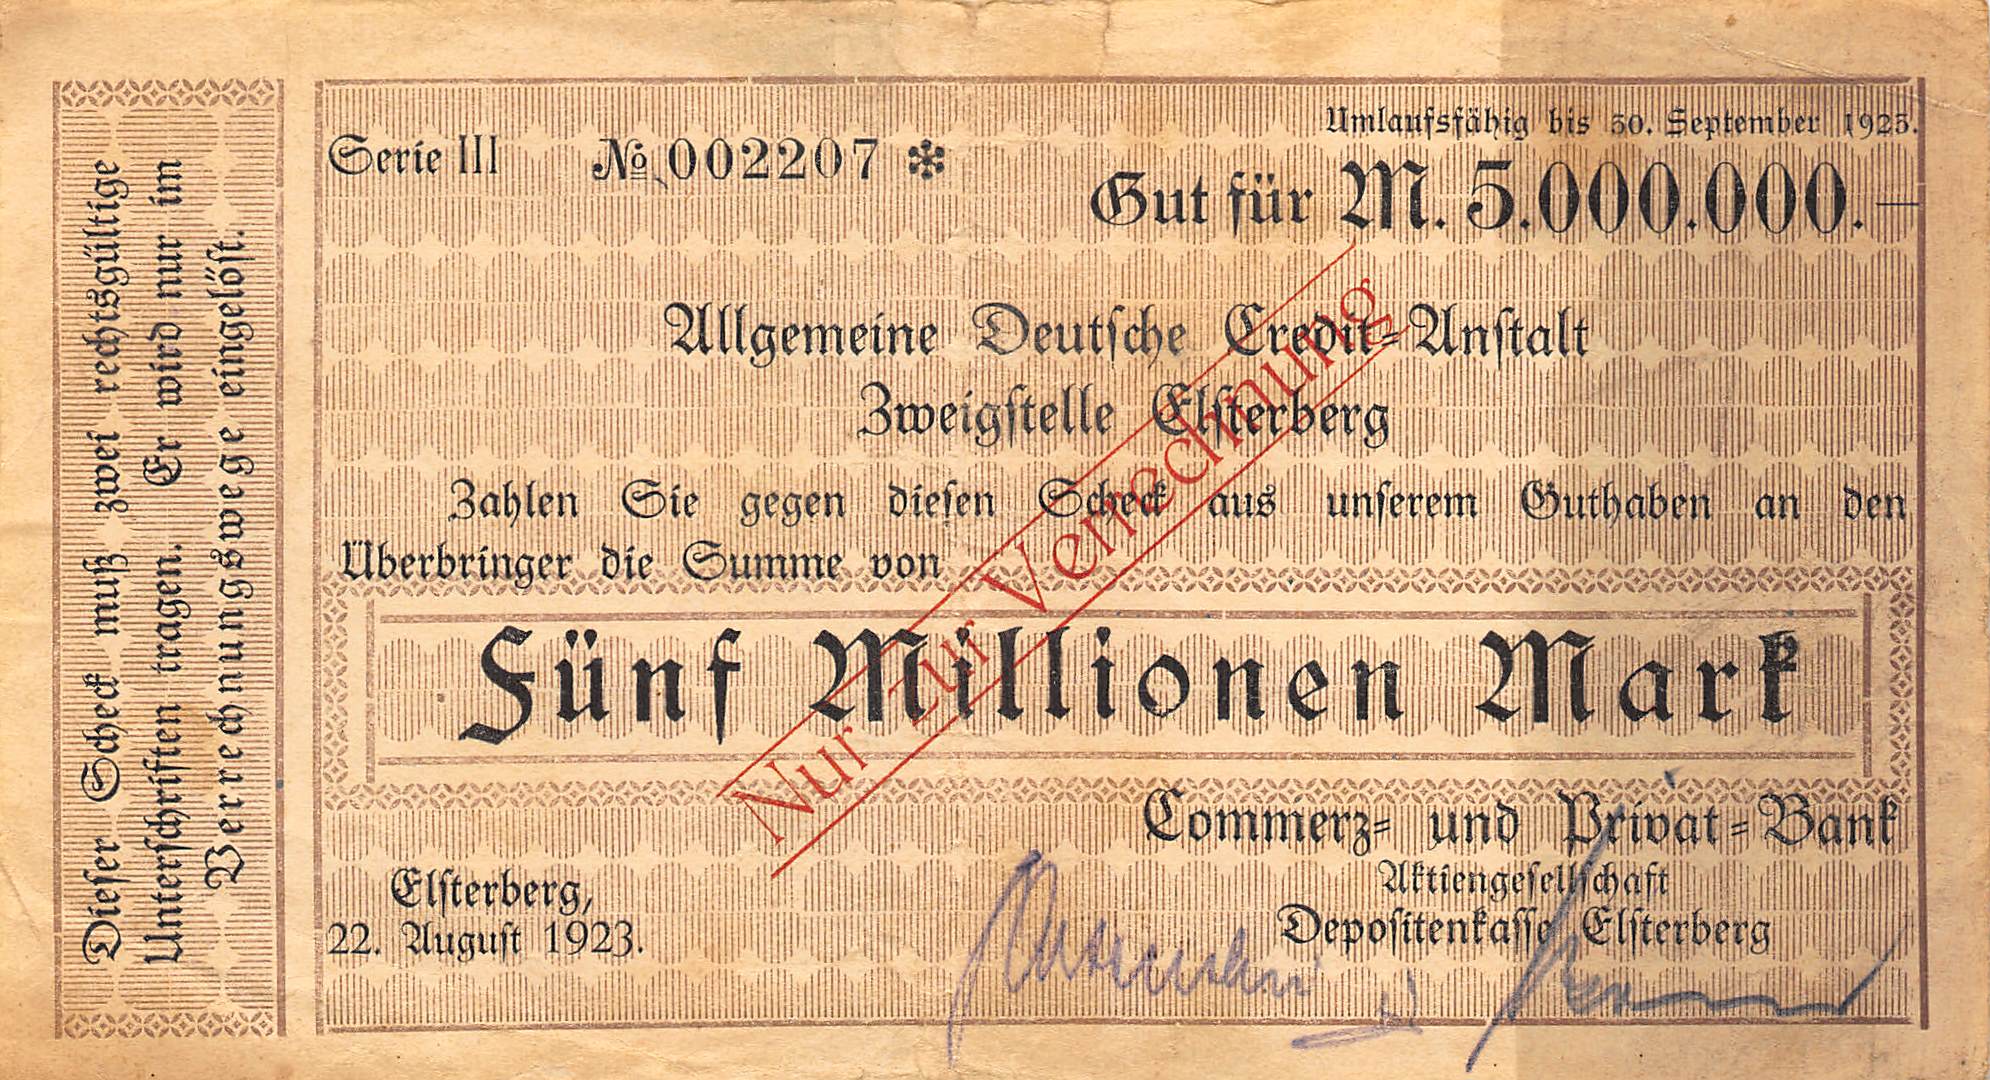 Dieser Scheck muß zwei rechtsgültige
Unterschriften tragen. Er wird nur im
Verrechnungswege eingelöst.
Umlaufsfähig bis 30. September 1923.
Serie III № 002207 *
Gut für M. 5.000.000.—
Allgemeine Deutsche Credit=Anstalt
Zweigstelle Elsterberg
Zahlen Sie gegen diesen Scheck aus unserem Guthaben an den
Überbringer die Summe von
Fünf Millionen Mark
Nur zur Verrechnung
Commerz= und Privat=Bank
Aktiengesellschaft
Depositenkasse Elsterberg
Elsterberg,
22. August 1923.